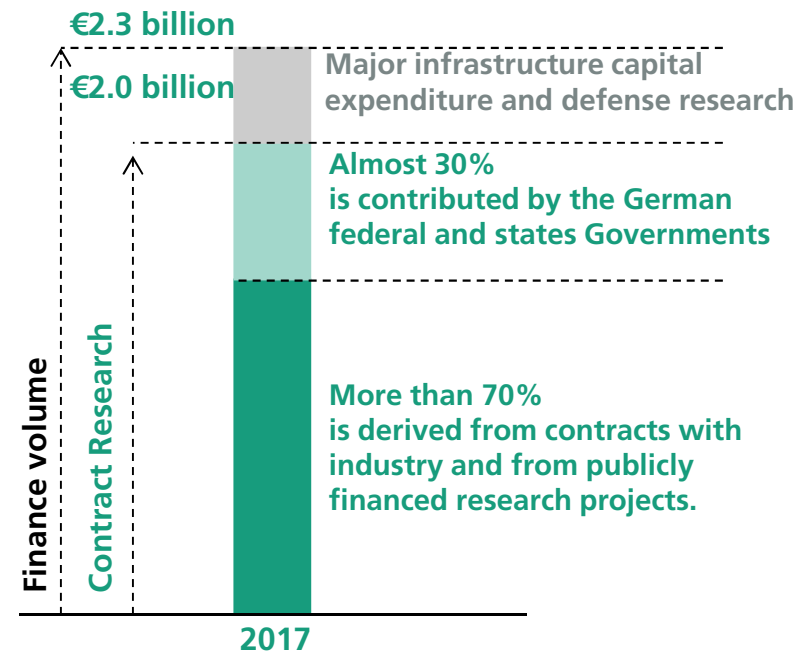 €2.3 billion
€2.0 billion
Major infrastructure capital
expenditure and defense research
Almost 30%
is contributed by the German
federal and states Governments
More than 70%
is derived from contracts with
industry and from publicly
financed research projects.
Finance volume
Contract Research
2017